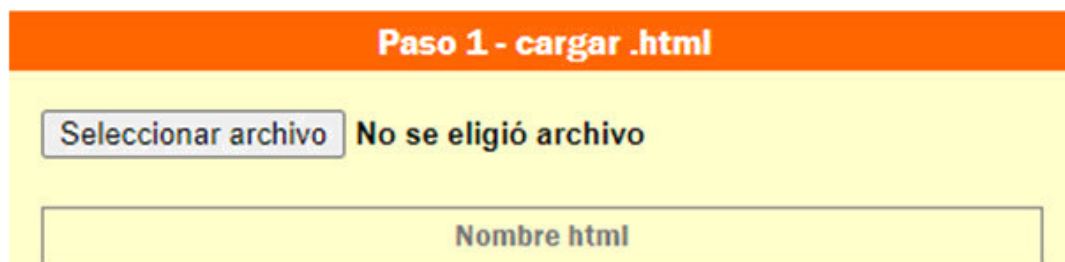 Paso 1 - cargar .html
Seleccionar archivo No se eligió archivo
Nombre html